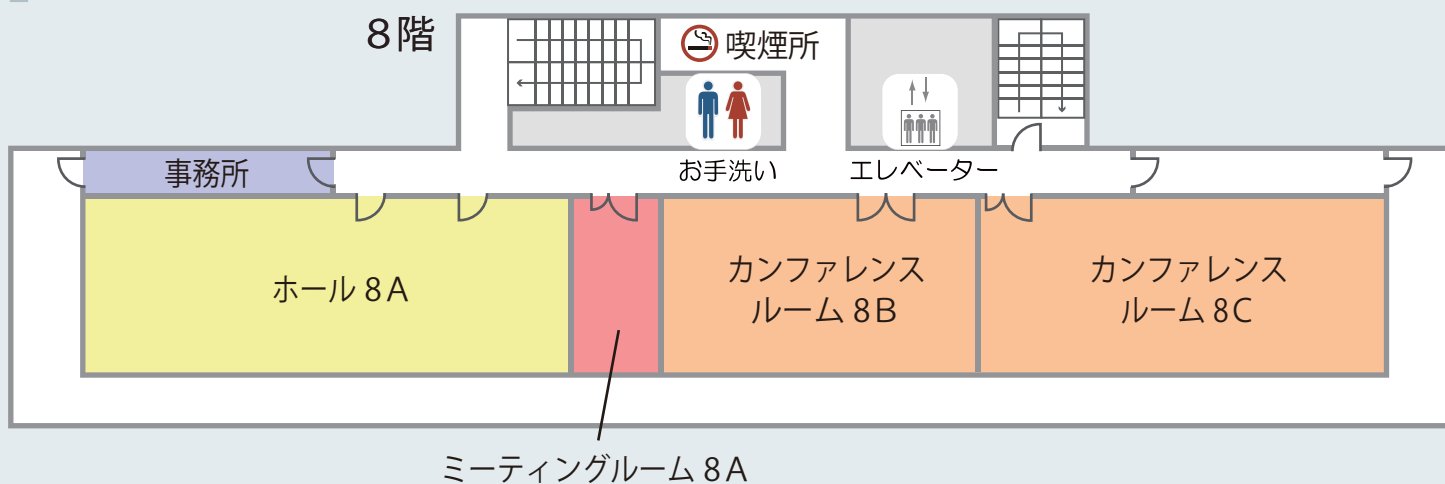 8階
喫煙所
事務所
お手洗い
エレベーター
ホール 8A
カンファレンス
ルーム 8B
カンファレンス
ルーム 8C
ミーティングルーム 8A